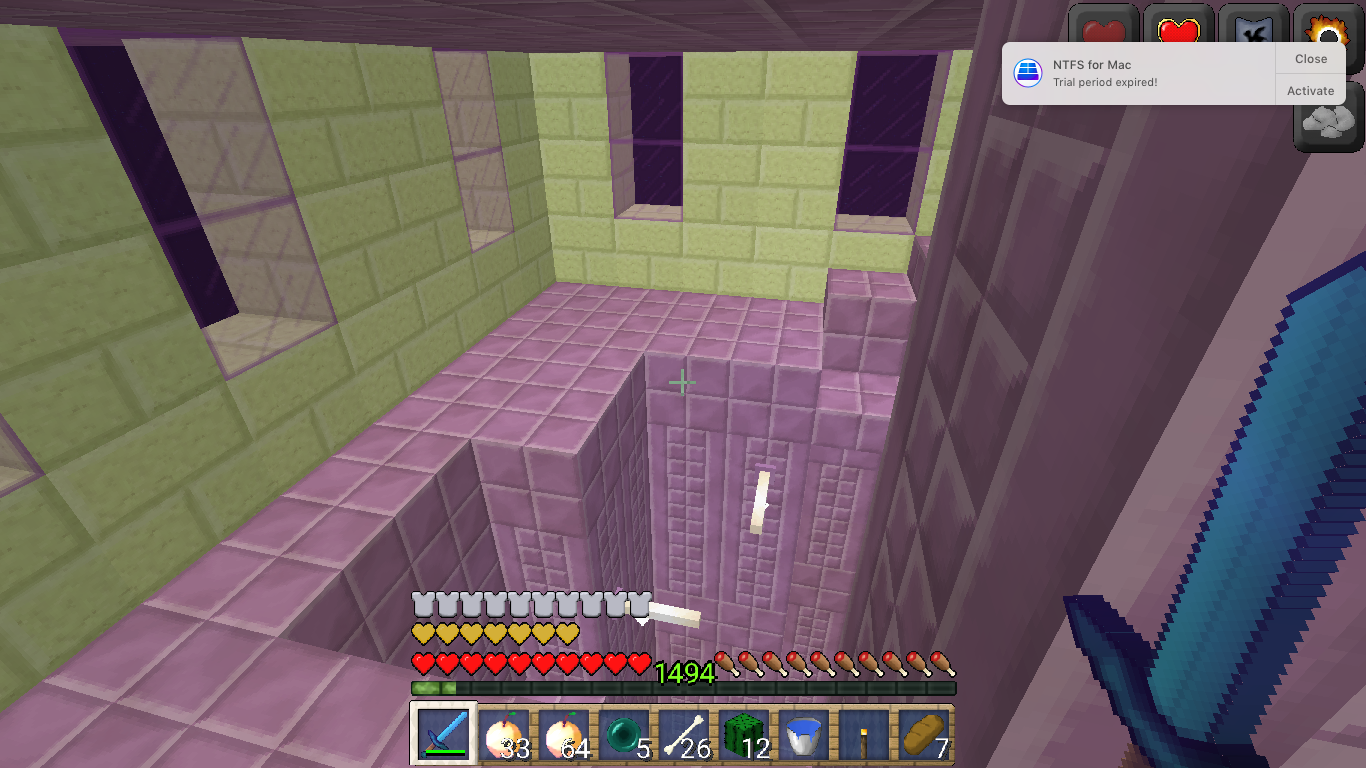 NTFS for Mac
Trial period expired!
Close
Activate
1494
33
64
5
26
12
7